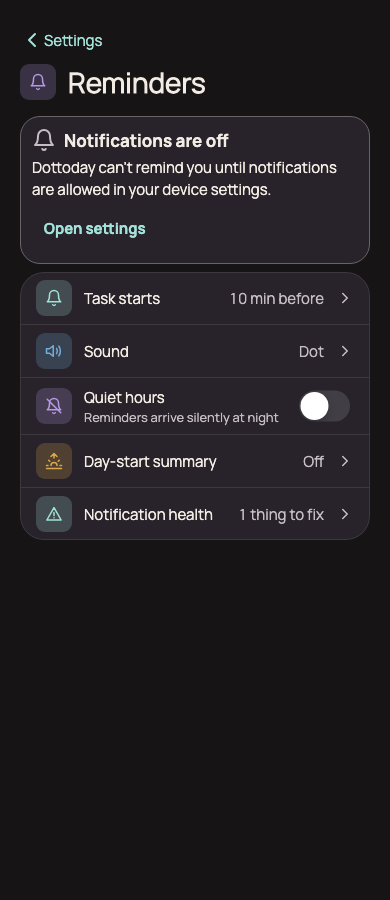 Settings
Reminders
Notifications are off
Dottoday can't remind you until notifications
are allowed in your device settings.
Open settings
Task starts 10 min before
Sound Dot
Quiet hours
Reminders arrive silently at night
Day-start summary Off
Notification health 1 thing to fix